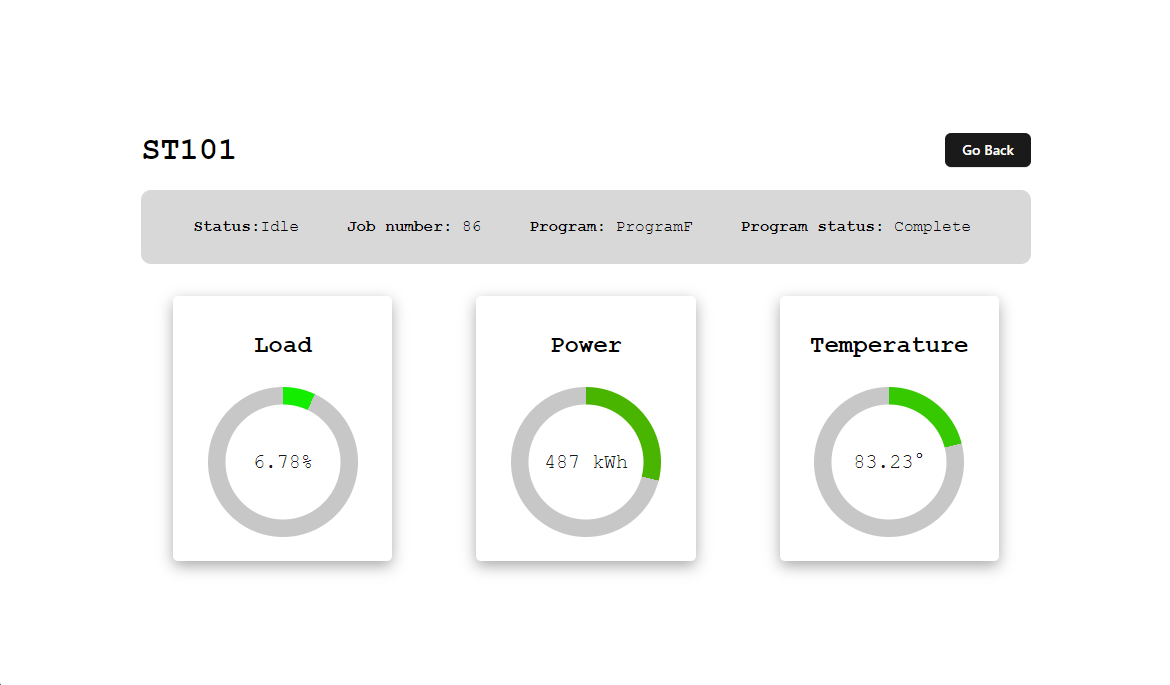 ST101
Go Back
Status:Idle Job number: 86 Program: ProgramF Program status: Complete
Load
Power
Temperature
6.78%
487 kWh
83.23°